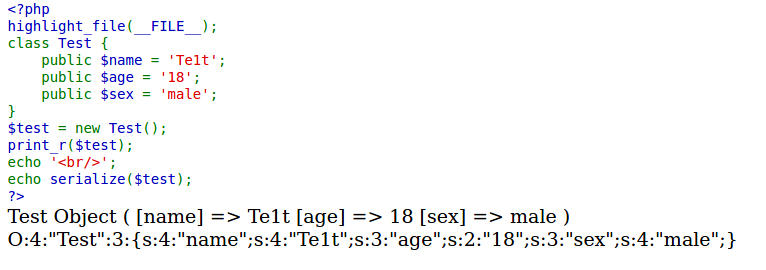 <?php
highlight_file(__FILE__);
class Test {
    public $name = 'Te1t';
    public $age = '18';
    public $sex = 'male';
}
$test = new Test();
print_r($test);
echo '<br/>';
echo serialize($test);
?>
Test Object ( [name] => Te1t [age] => 18 [sex] => male )
O:4:"Test":3:{s:4:"name";s:4:"Te1t";s:3:"age";s:2:"18";s:3:"sex";s:4:"male";}